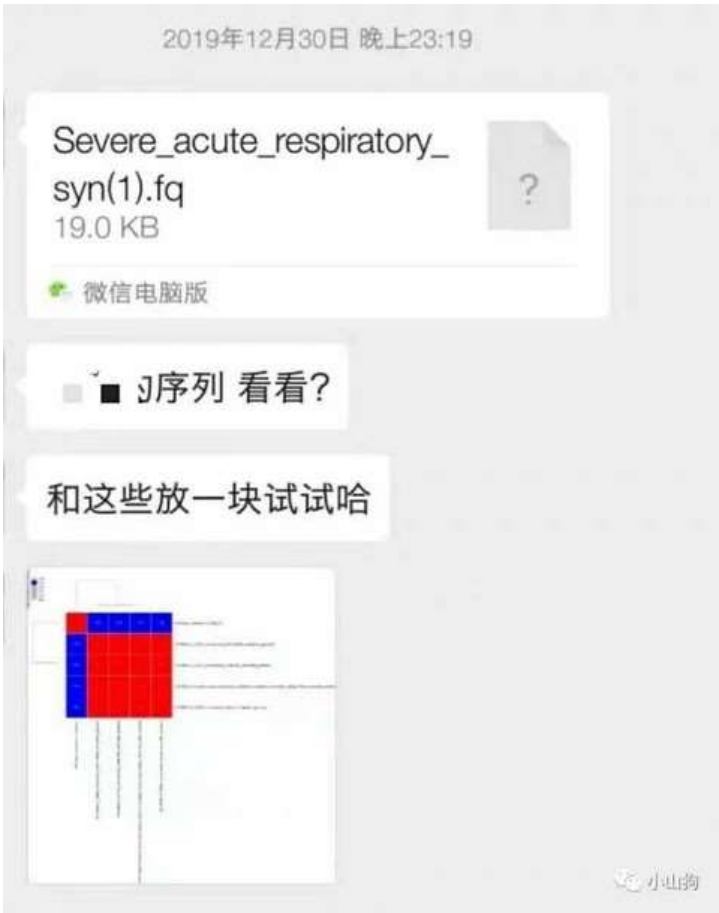 2019年12月30日 晚上23:19
Severe_acute_respiratory_
syn(1).fq
19.0 KB
?
微信电脑版
的序列 看看?
和这些放一块试试哈
小山狗